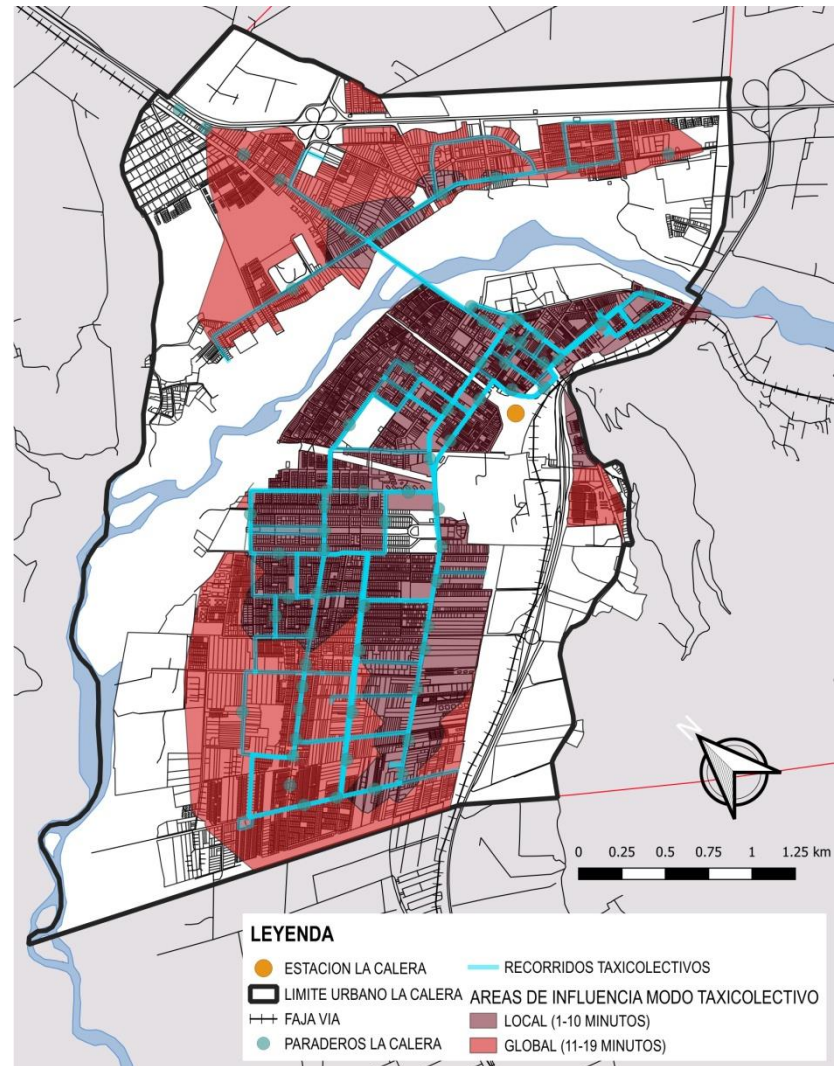 N
0 0.25 0.5 0.75 1 1.25 km
LEYENDA
ESTACION LA CALERA
LIMITE URBANO LA CALERA
FAJA VIA
PARADEROS LA CALERA
RECORRIDOS TAXICOLECTIVOS
AREAS DE INFLUENCIA MODO TAXICOLECTIVO
LOCAL (1-10 MINUTOS)
GLOBAL (11-19 MINUTOS)